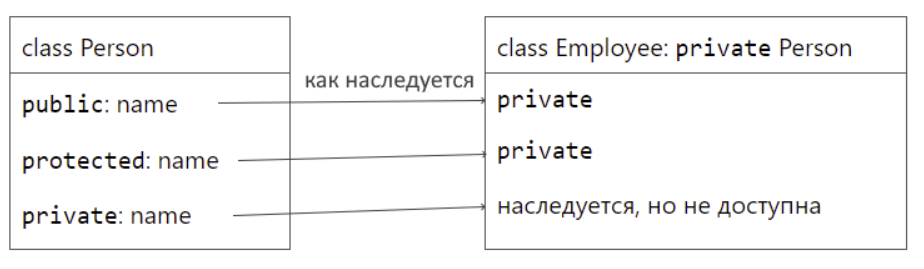 class Person
public: name
protected: name
private: name
как наследуется
class Employee: private Person
private
private
наследуется, но не доступна